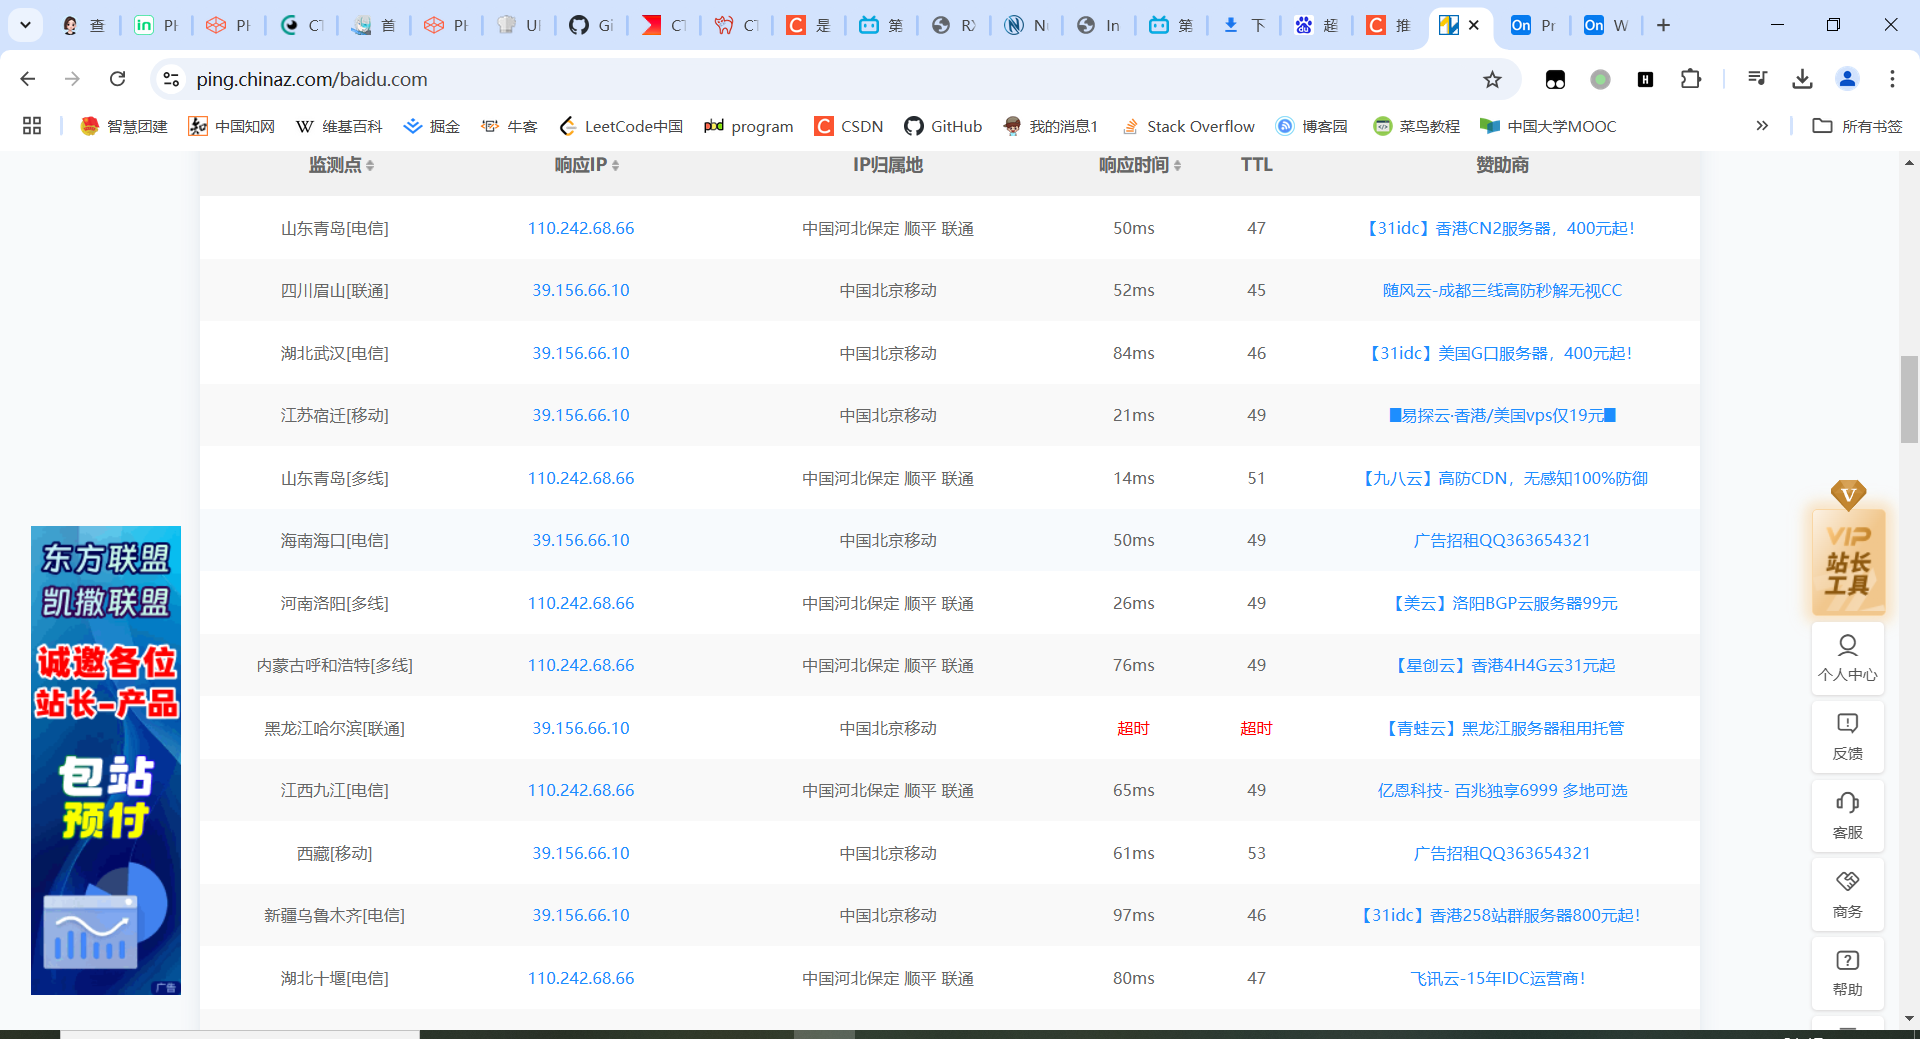 查 PH PH CT 首 PH UI Gi CT CT 是 第 RX N In 第 下 超 C 推 On Pr On W
ping.chinaz.com/baidu.com
智慧团建 中国知网 维基百科 掘金 牛客 LeetCode中国 program CSDN GitHub 我的消息1 Stack Overflow 博客园 菜鸟教程 中国大学MOOC 所有书签
监测点 响应IP IP归属地 响应时间 TTL 赞助商
山东青岛[电信] 110.242.68.66 中国河北保定 顺平 联通 50ms 47 【31idc】香港CN2服务器，400元起！
四川眉山[联通] 39.156.66.10 中国北京移动 52ms 45 随风云-成都三线高防秒解无视CC
湖北武汉[电信] 39.156.66.10 中国北京移动 84ms 46 【31idc】美国G口服务器，400元起！
江苏宿迁[移动] 39.156.66.10 中国北京移动 21ms 49 █易探云·香港/美国vps仅19元█
山东青岛[多线] 110.242.68.66 中国河北保定 顺平 联通 14ms 51 【九八云】高防CDN，无感知100%防御
海南海口[电信] 39.156.66.10 中国北京移动 50ms 49 广告招租QQ363654321
河南洛阳[多线] 110.242.68.66 中国河北保定 顺平 联通 26ms 49 【美云】洛阳BGP云服务器99元
内蒙古呼和浩特[多线] 110.242.68.66 中国河北保定 顺平 联通 76ms 49 【星创云】香港4H4G云31元起
黑龙江哈尔滨[联通] 39.156.66.10 中国北京移动 超时 超时 【青蛙云】黑龙江服务器租用托管
江西九江[电信] 110.242.68.66 中国河北保定 顺平 联通 65ms 49 亿恩科技- 百兆独享6999 多地可选
西藏[移动] 39.156.66.10 中国北京移动 61ms 53 广告招租QQ363654321
新疆乌鲁木齐[电信] 39.156.66.10 中国北京移动 97ms 46 【31idc】香港258站群服务器800元起！
湖北十堰[电信] 110.242.68.66 中国河北保定 顺平 联通 80ms 47 飞讯云-15年IDC运营商！
东方联盟
凯撒联盟
诚邀各位
站长-产品
包站
预付
广告
V
VIP
站长
工具
个人中心
反馈
客服
商务
帮助